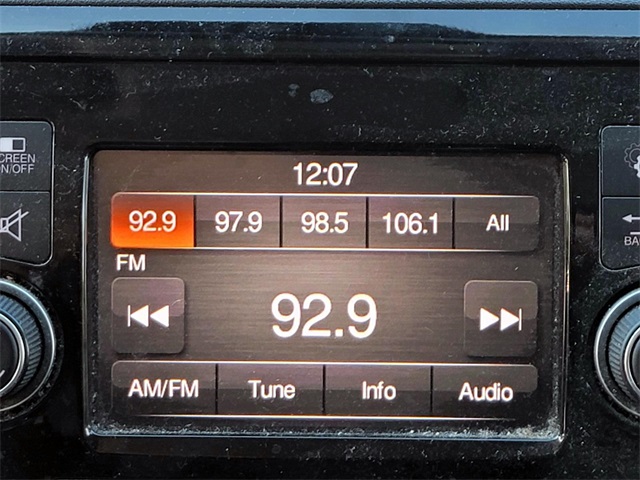 12:07
SCREEN
ON/OFF
92.9 97.9 98.5 106.1 All
FM
92.9
AM/FM Tune Info Audio